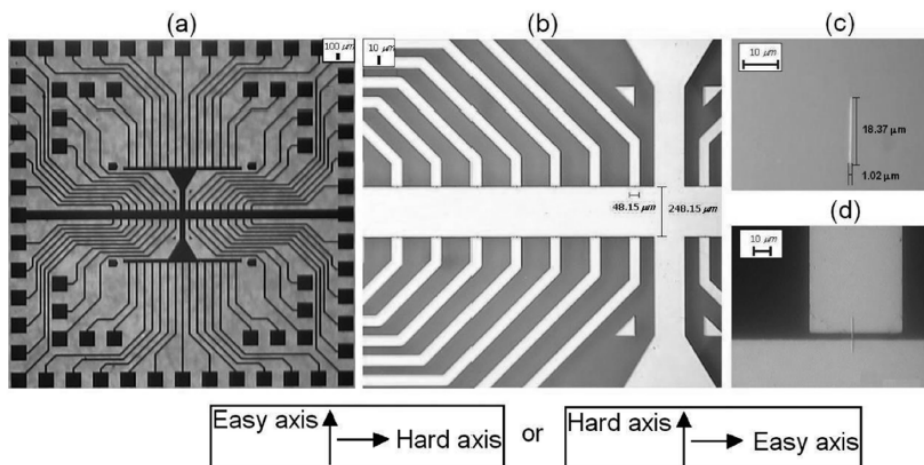 (a)
(b)
(c)
(d)
100 μm
10 μm
10 μm
18.37 μm
1.02 μm
48.15 μm
248.15 μm
10 μm
Easy axis
Hard axis
or
Hard axis
Easy axis